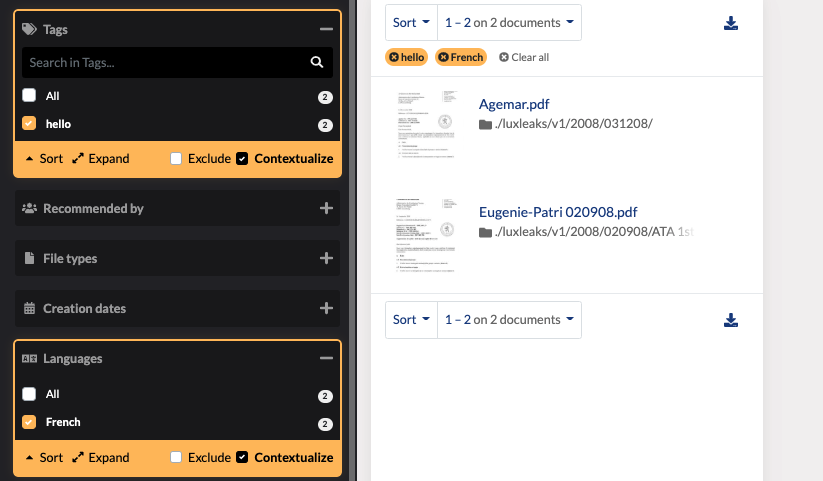 Tags
Search in Tags...
All 2
hello 2
Sort Expand Exclude Contextualize
Recommended by
File types
Creation dates
Languages
All 2
French 2
Sort Expand Exclude Contextualize
Sort 1 – 2 on 2 documents
hello French Clear all
Agemar.pdf
./luxleaks/v1/2008/031208/
Eugenie-Patri 020908.pdf
./luxleaks/v1/2008/020908/ATA 1st
Sort 1 – 2 on 2 documents